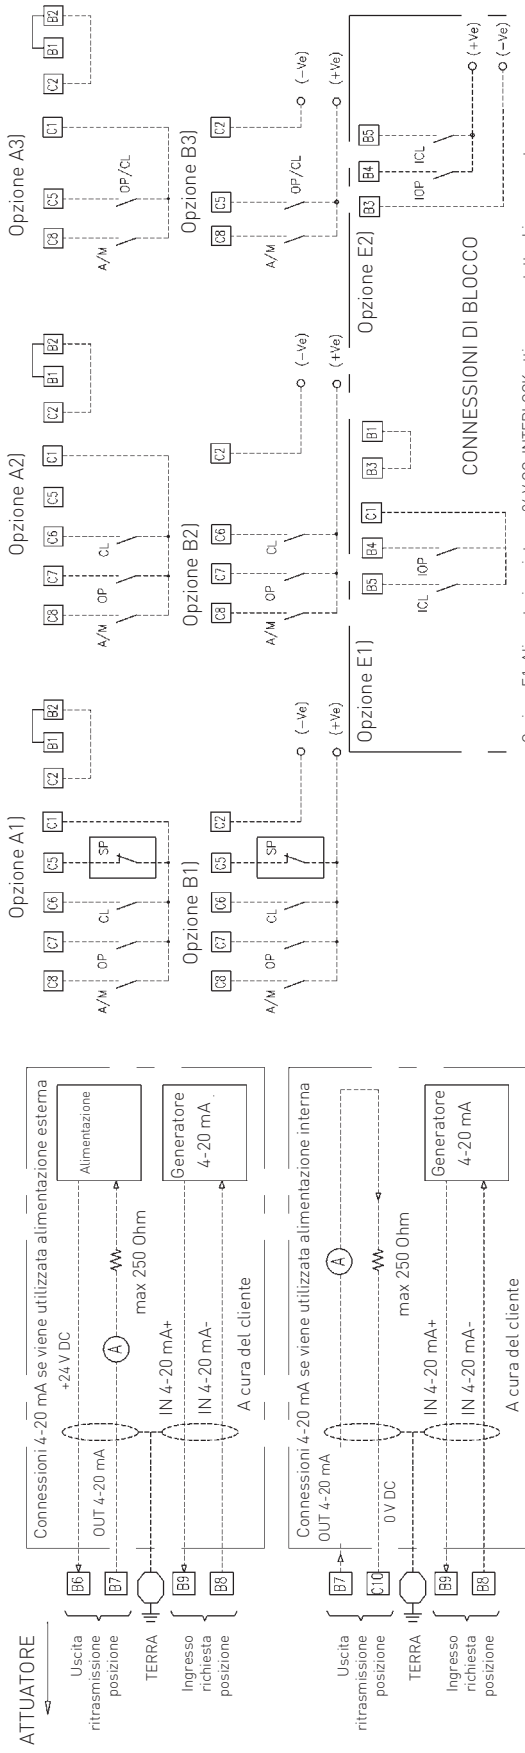 ATTUATORE
Connessioni 4-20 mA se viene utilizzata alimentazione esterna
Uscita
ritrasmissione
posizione
B6
B7
+24 V DC
OUT 4-20 mA
A
max 250 Ohm
Alimentazione
TERRA
Ingresso
richiesta
posizione
B9
B8
IN 4-20 mA+
IN 4-20 mA-
Generatore
4-20 mA
A cura del cliente
Connessioni 4-20 mA se viene utilizzata alimentazione interna
Uscita
ritrasmissione
posizione
B7
C10
OUT 4-20 mA
0 V DC
A
max 250 Ohm
TERRA
Ingresso
richiesta
posizione
B9
B8
IN 4-20 mA+
IN 4-20 mA-
Generatore
4-20 mA
A cura del cliente
Opzione A1)
C8 C7 C6 C5 C1 C2 B1 B2
A/M OP CL SP
Opzione A2)
C8 C7 C6 C5 C1 C2 B1 B2
A/M OP CL
Opzione A3)
C8 C5 C1 C2 B1 B2
A/M OP/CL
Opzione B1)
C8 C7 C6 C5 C2
A/M OP CL SP
(-Ve)
(+Ve)
Opzione B2)
C8 C7 C6 C2
A/M OP CL
(-Ve)
(+Ve)
Opzione B3)
C8 C5 C2
A/M OP/CL
(-Ve)
(+Ve)
Opzione E1)
B5 B4 C1 B3 B1
ICL IOP
Opzione E2)
B3 B4 B5
IOP ICL
(+Ve)
(-Ve)
CONNESSIONI DI BLOCCO